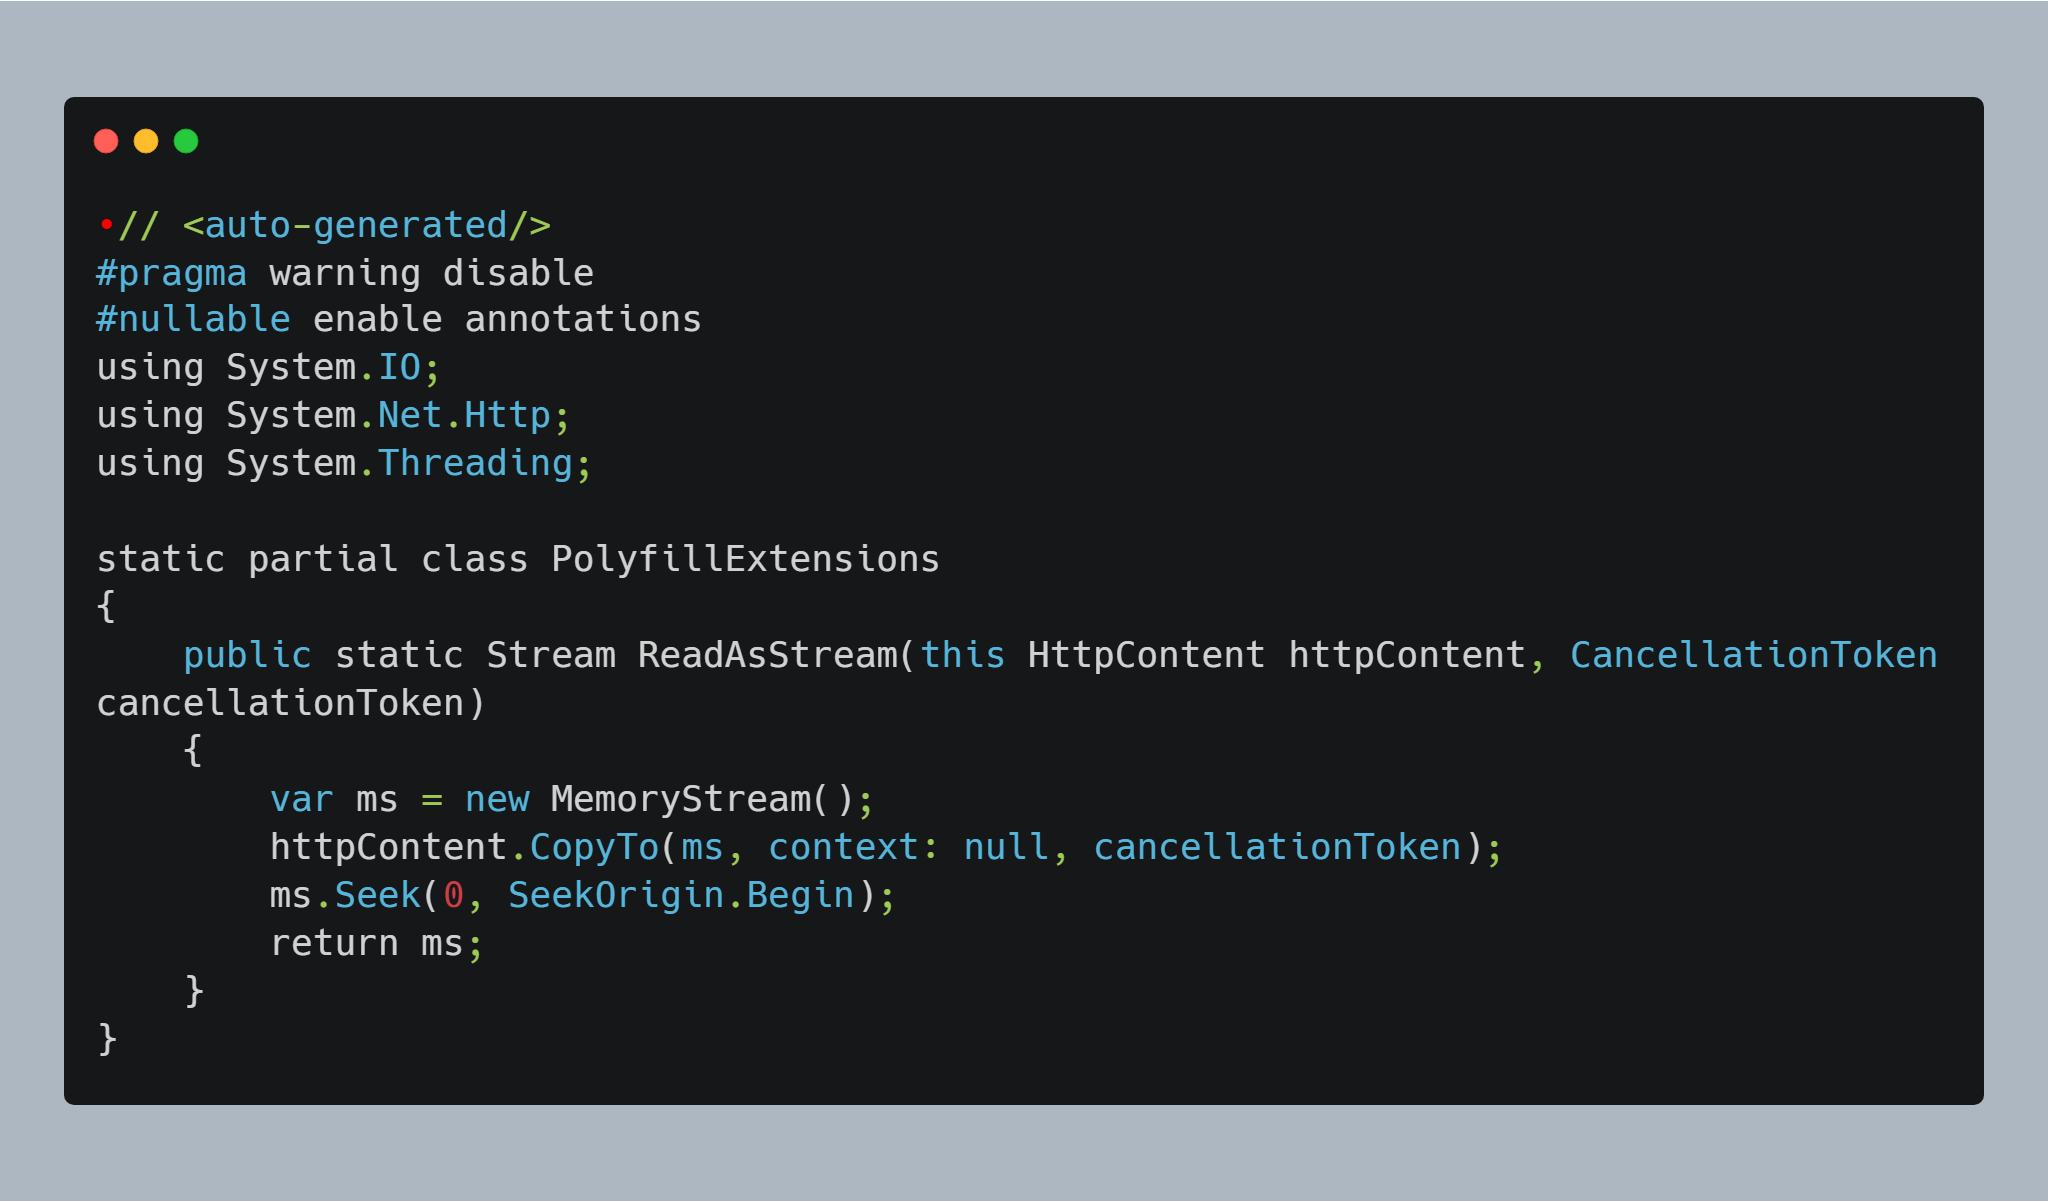 •// <auto-generated/>
#pragma warning disable
#nullable enable annotations
using System.IO;
using System.Net.Http;
using System.Threading;

static partial class PolyfillExtensions
{
    public static Stream ReadAsStream(this HttpContent httpContent, CancellationToken
cancellationToken)
    {
        var ms = new MemoryStream();
        httpContent.CopyTo(ms, context: null, cancellationToken);
        ms.Seek(0, SeekOrigin.Begin);
        return ms;
    }
}